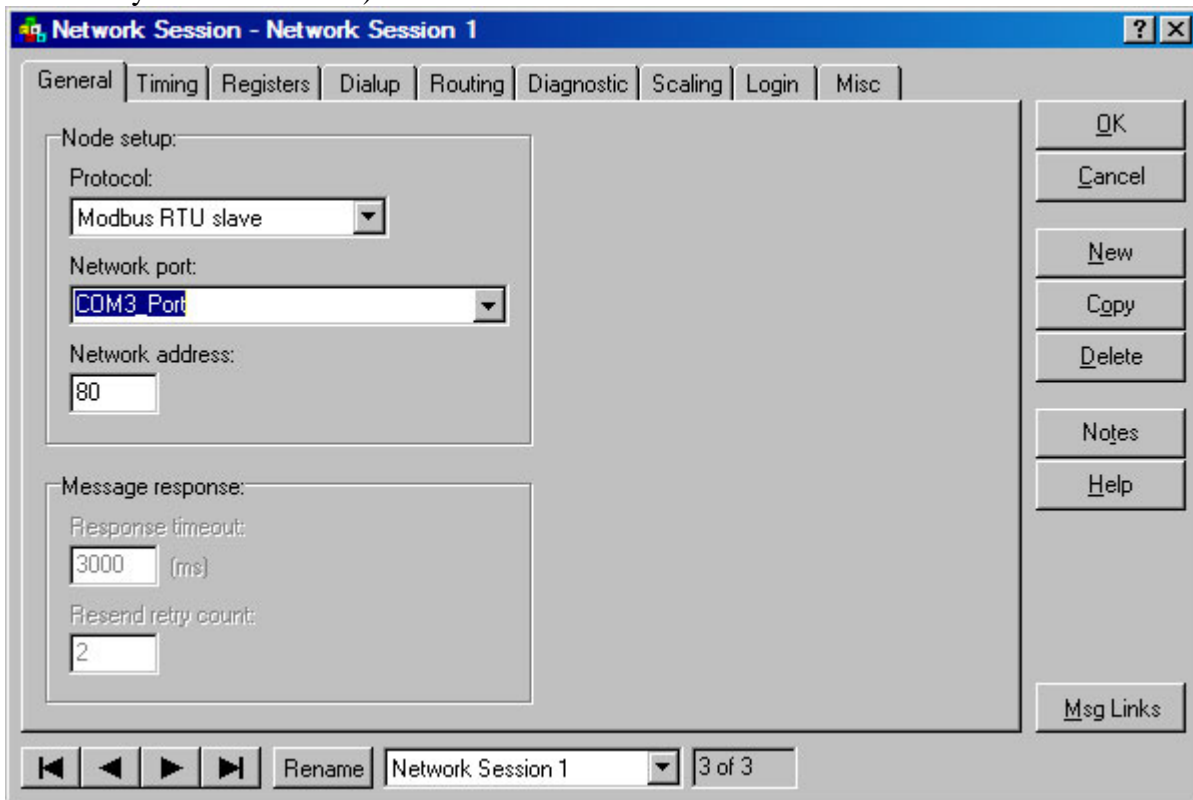 Network Session - Network Session 1
General Timing Registers Dialup Routing Diagnostic Scaling Login Misc
Node setup:
Protocol:
Modbus RTU slave
Network port:
COM3_Port
Network address:
80
Message response:
Response timeout:
3000 (ms)
Resend retry count:
2
OK
Cancel
New
Copy
Delete
Notes
Help
Msg Links
Rename Network Session 1 3 of 3